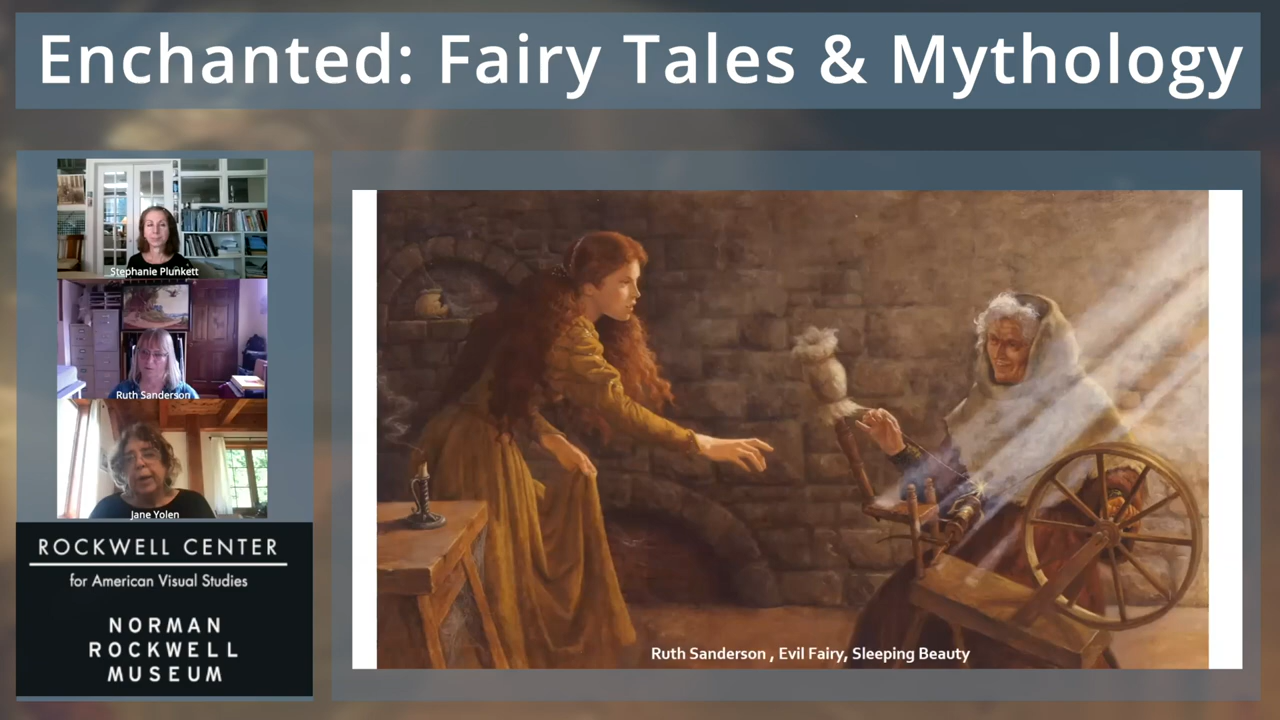 Enchanted: Fairy Tales & Mythology
Stephanie Plunkett
Ruth Sanderson
Jane Yolen
ROCKWELL CENTER
for American Visual Studies
NORMAN
ROCKWELL
MUSEUM
Ruth Sanderson , Evil Fairy, Sleeping Beauty